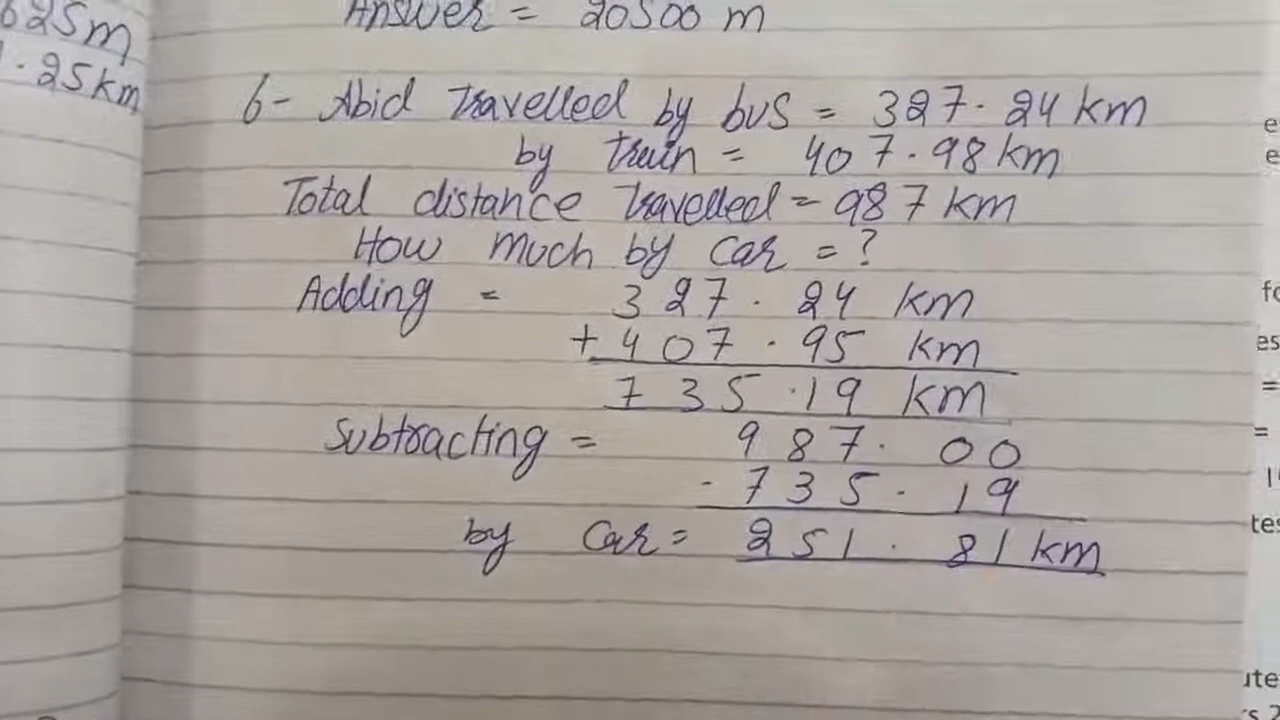 625m
.25km
Answer = 20500 m
6- Abid travelled by bus = 327.24 km
by train = 407.98 km
Total distance travelled = 987 km
How much by car = ?
Adding = 327.24 km
+ 407.95 km
735.19 km
Subtracting = 987.00
- 735.19
by Car = 251.81 km